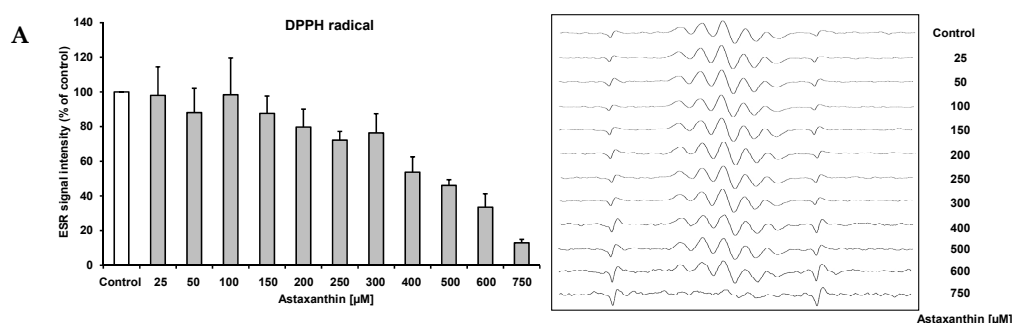 A
DPPH radical
ESR signal intensity (% of control)
140
120
100
80
60
40
20
0
Control 25 50 100 150 200 250 300 400 500 600 750
Astaxanthin [µM]
Control
25
50
100
150
200
250
300
400
500
600
750
Astaxanthin [µM]